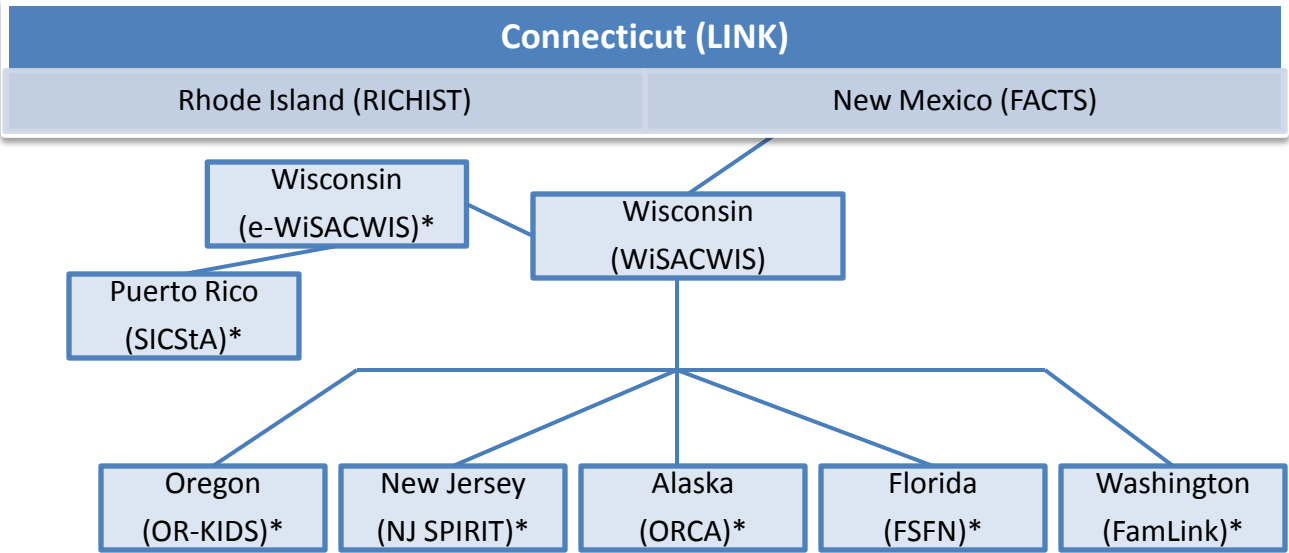 Connecticut (LINK)
Rhode Island (RICHIST)
New Mexico (FACTS)
Wisconsin
(e-WiSACWIS)*
Wisconsin
(WiSACWIS)
Puerto Rico
(SICStA)*
Oregon
(OR-KIDS)*
New Jersey
(NJ SPIRIT)*
Alaska
(ORCA)*
Florida
(FSFN)*
Washington
(FamLink)*